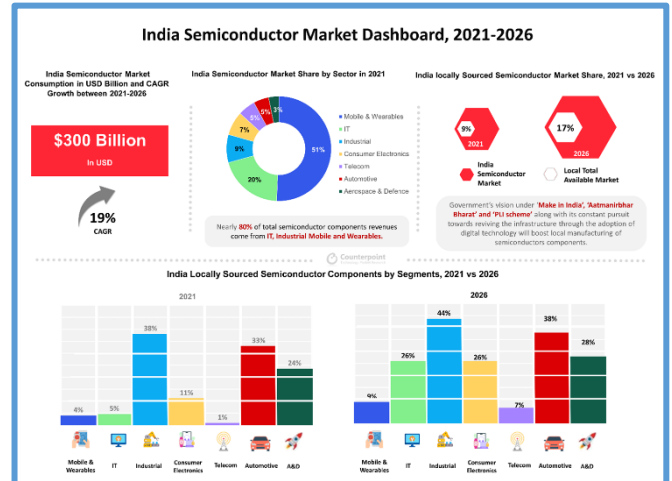 India Semiconductor Market Dashboard, 2021-2026
India Semiconductor Market
Consumption in USD Billion and CAGR
Growth between 2021-2026
$300 Billion
In USD
19%
CAGR
India Semiconductor Market Share by Sector in 2021
3%
5%
5%
7%
9%
20%
51%
Mobile & Wearables
IT
Industrial
Consumer Electronics
Telecom
Automotive
Aerospace & Defence
Nearly 80% of total semiconductor components revenues
come from IT, Industrial Mobile and Wearables.
India locally Sourced Semiconductor Market Share, 2021 vs 2026
9%
2021
17%
2026
India
Semiconductor
Market
Local Total
Available Market
Government's vision under 'Make in India', 'Aatmanirbhar
Bharat' and 'PLI scheme' along with its constant pursuit
towards reviving the infrastructure through the adoption of
digital technology will boost local manufacturing of
semiconductors components.
Counterpoint
India Locally Sourced Semiconductor Components by Segments, 2021 vs 2026
2021
4%
5%
38%
11%
1%
33%
24%
Mobile &
Wearables
IT
Industrial
Consumer
Electronics
Telecom
Automotive
A&D
2026
9%
26%
44%
26%
7%
38%
28%
Mobile &
Wearables
IT
Industrial
Consumer
Electronics
Telecom
Automotive
A&D